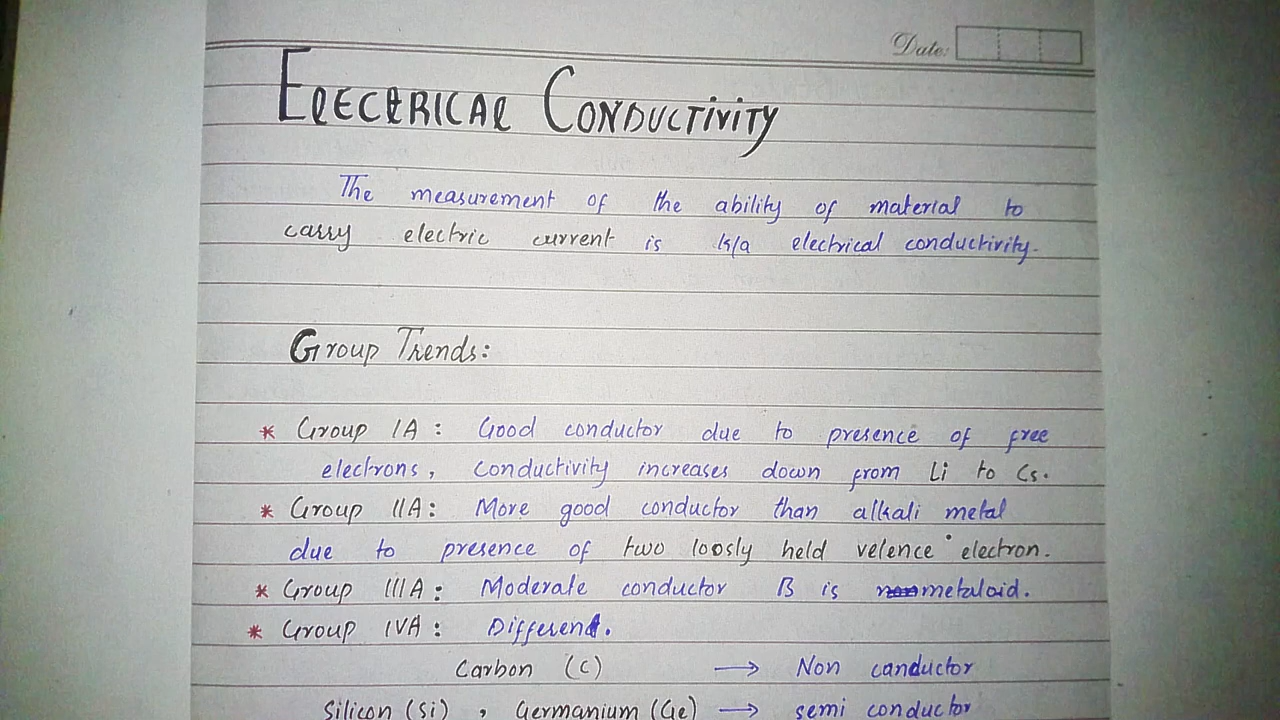 Date:
ElECtRICAL CONDUCTiViTY
The measurement of the ability of material to
carry electric current is k/a electrical conductivity.
Group Trends:
* Group IA: Good conductor due to presence of free
electrons, conductivity increases down from Li to Cs.
* Group IIA: More good conductor than alkali metal
due to presence of two loosly held velence electron.
* Group IIIA: Moderate conductor B is metaloid.
* Group IVA: Different.
Carbon (C) → Non conductor
Silicon (Si), Germanium (Ge) → semi conductor